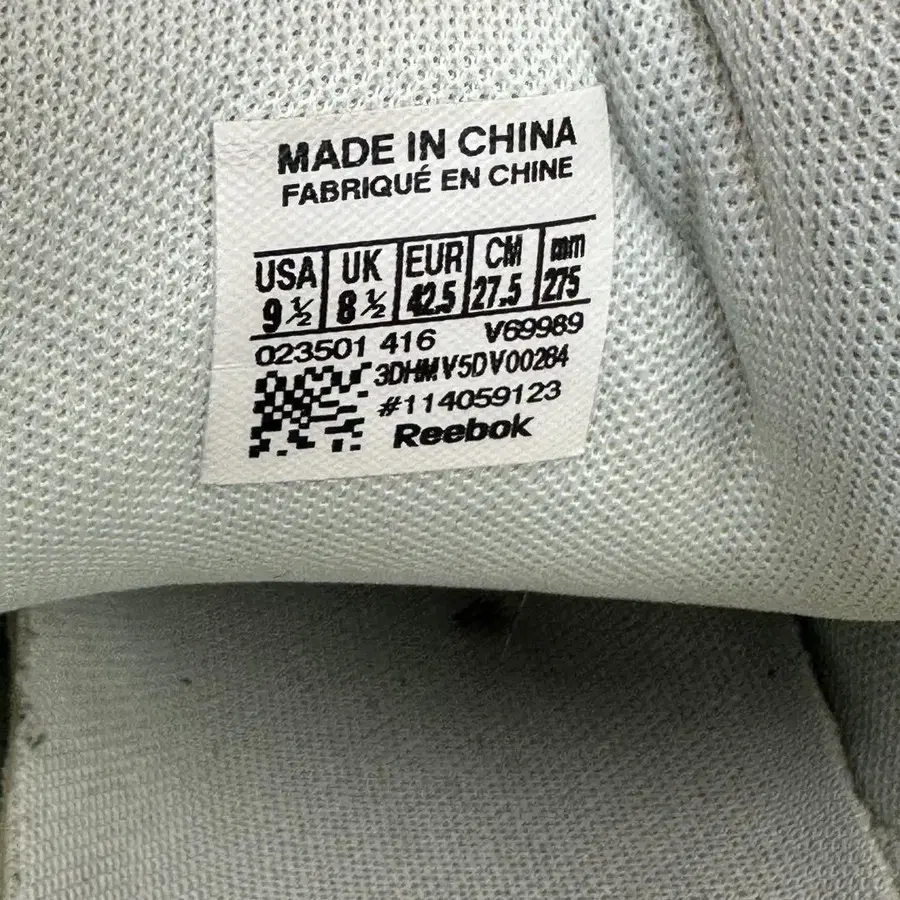 MADE IN CHINA
FABRIQUÉ EN CHINE
USA UK EUR CM mm
9 ½ 8 ½ 42.5 27.5 275
023501 416 V69989
3DHMV5DV00284
#114059123
Reebok